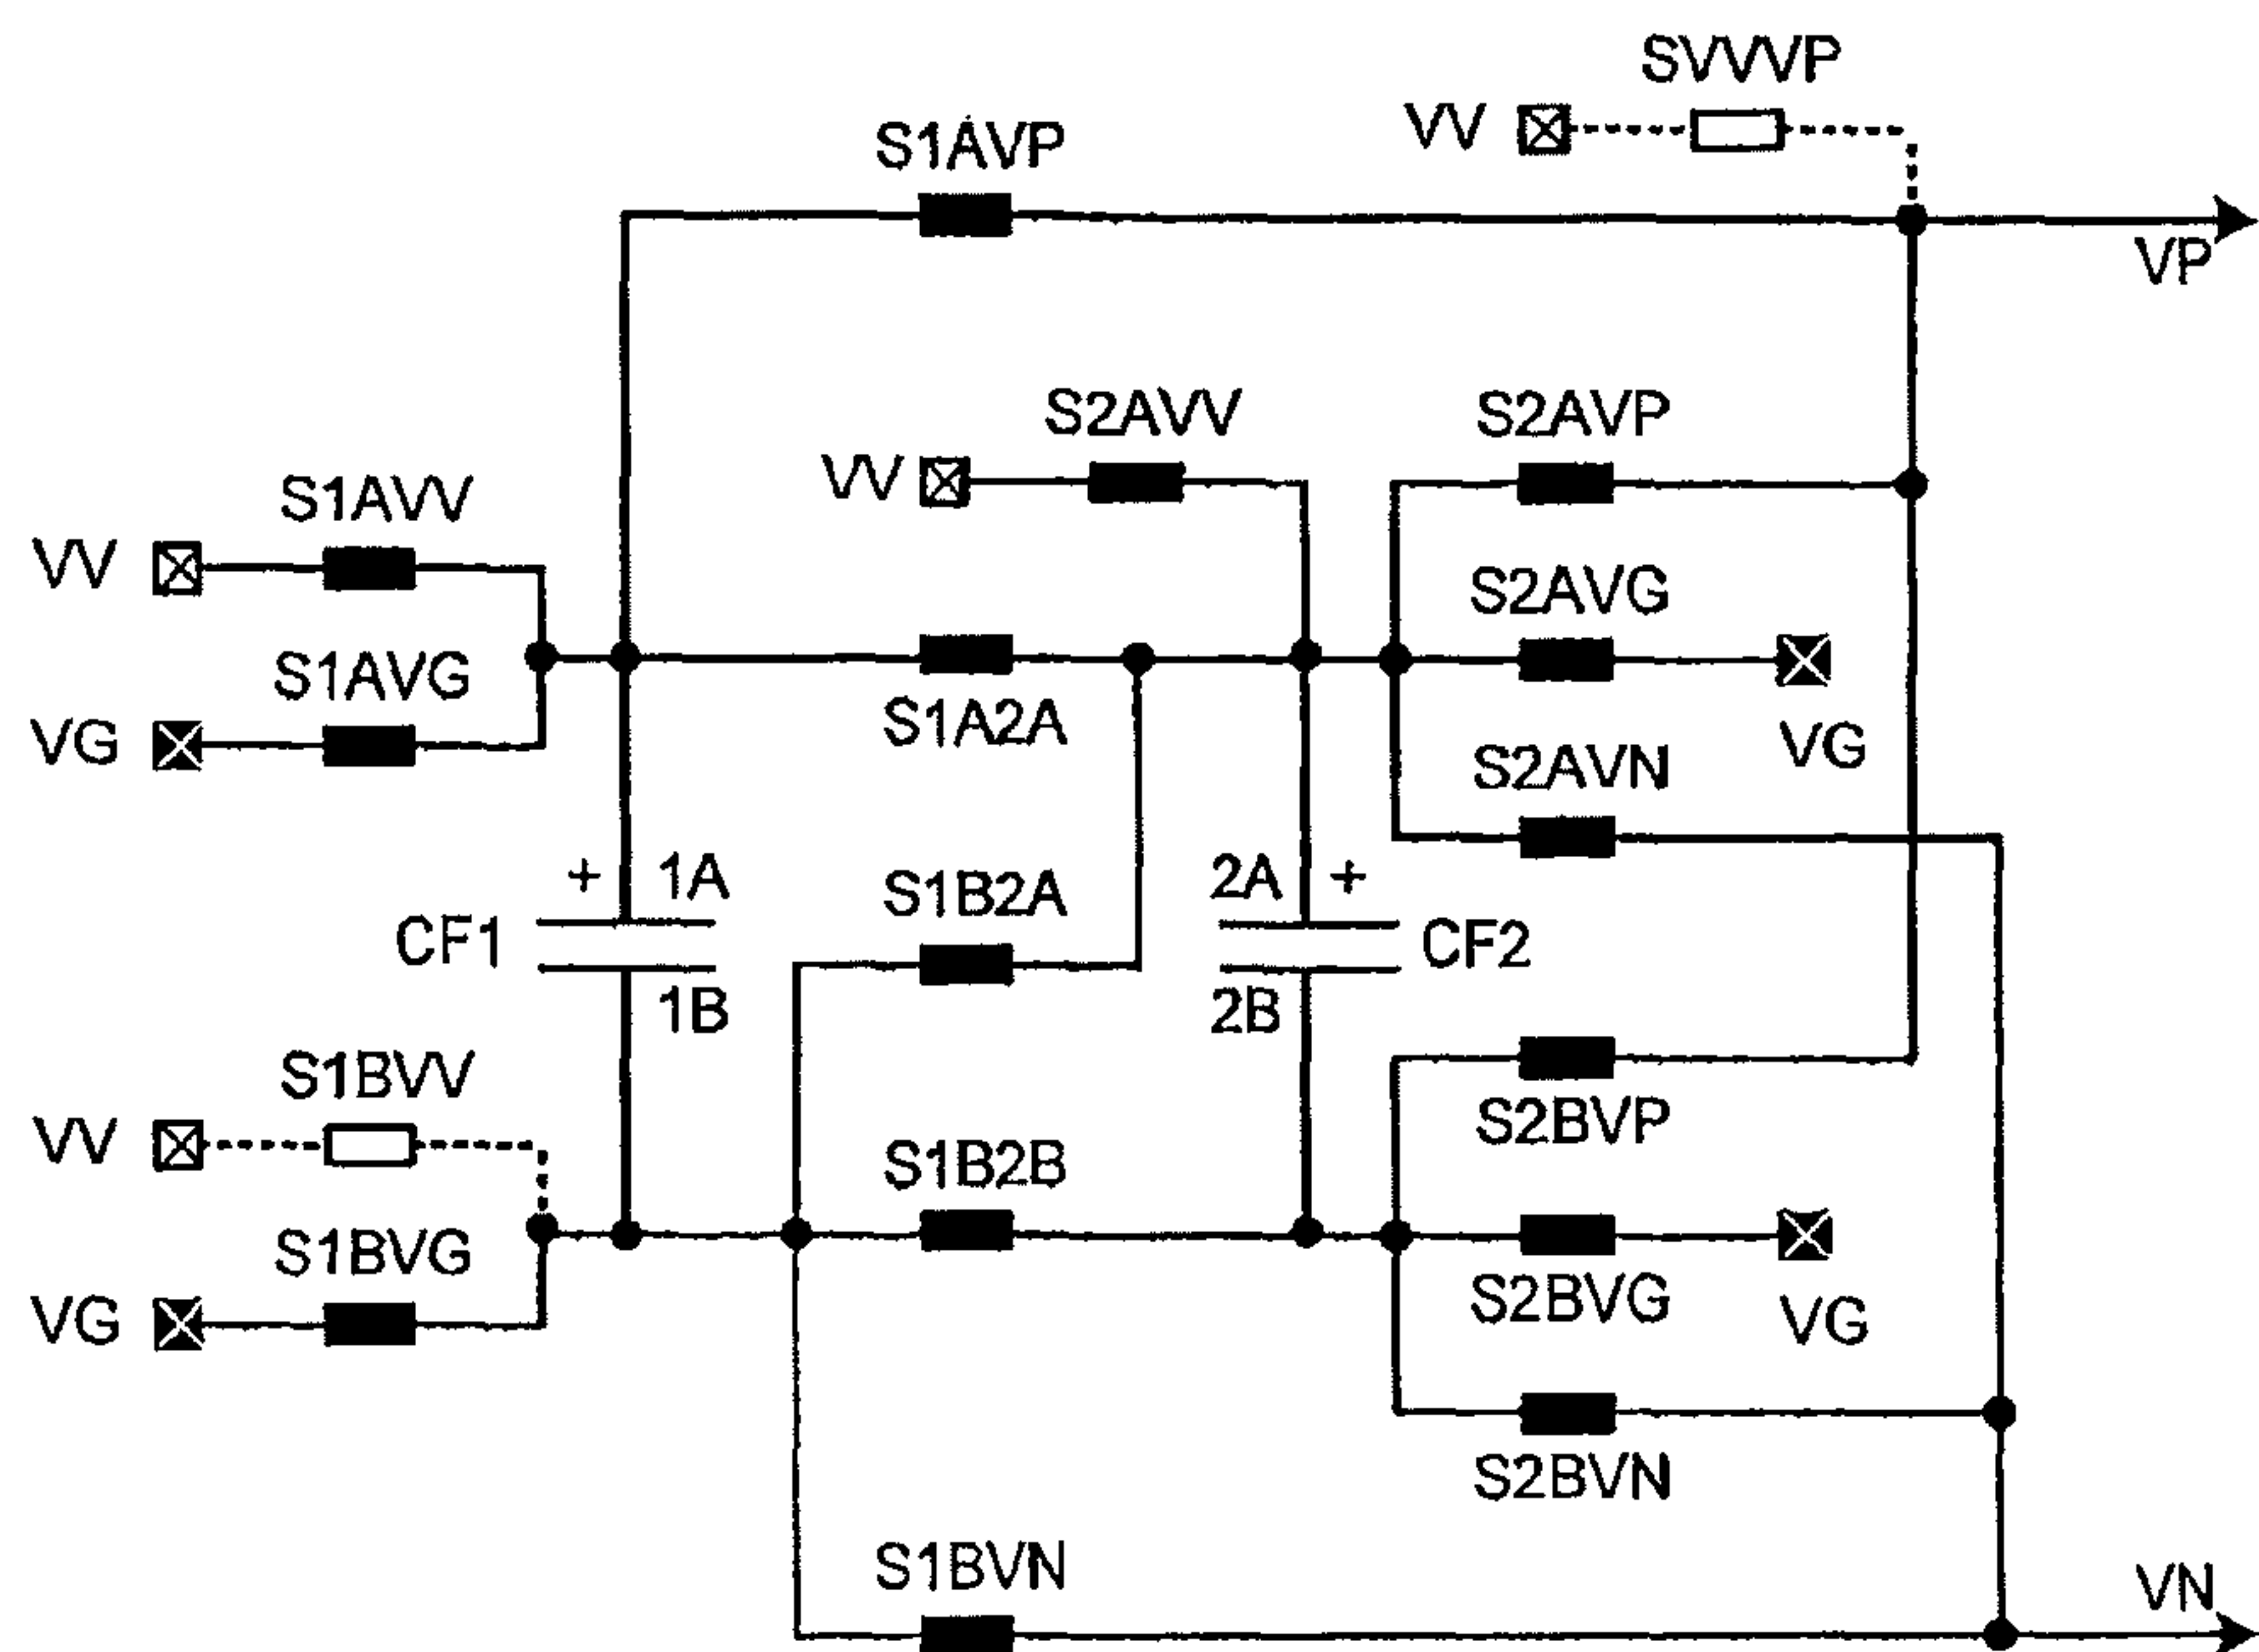 SVVVP
VV
S1AVP
VP
S2AVV
S2AVP
VV
S1AVV
VV
S2AVG
S1AVG
VG
S1A2A
VG
S2AVN
+ 1A
S1B2A
2A +
CF1
CF2
1B
2B
S1BVV
VV
S2BVP
S1B2B
S1BVG
VG
S2BVG
VG
S2BVN
S1BVN
VN